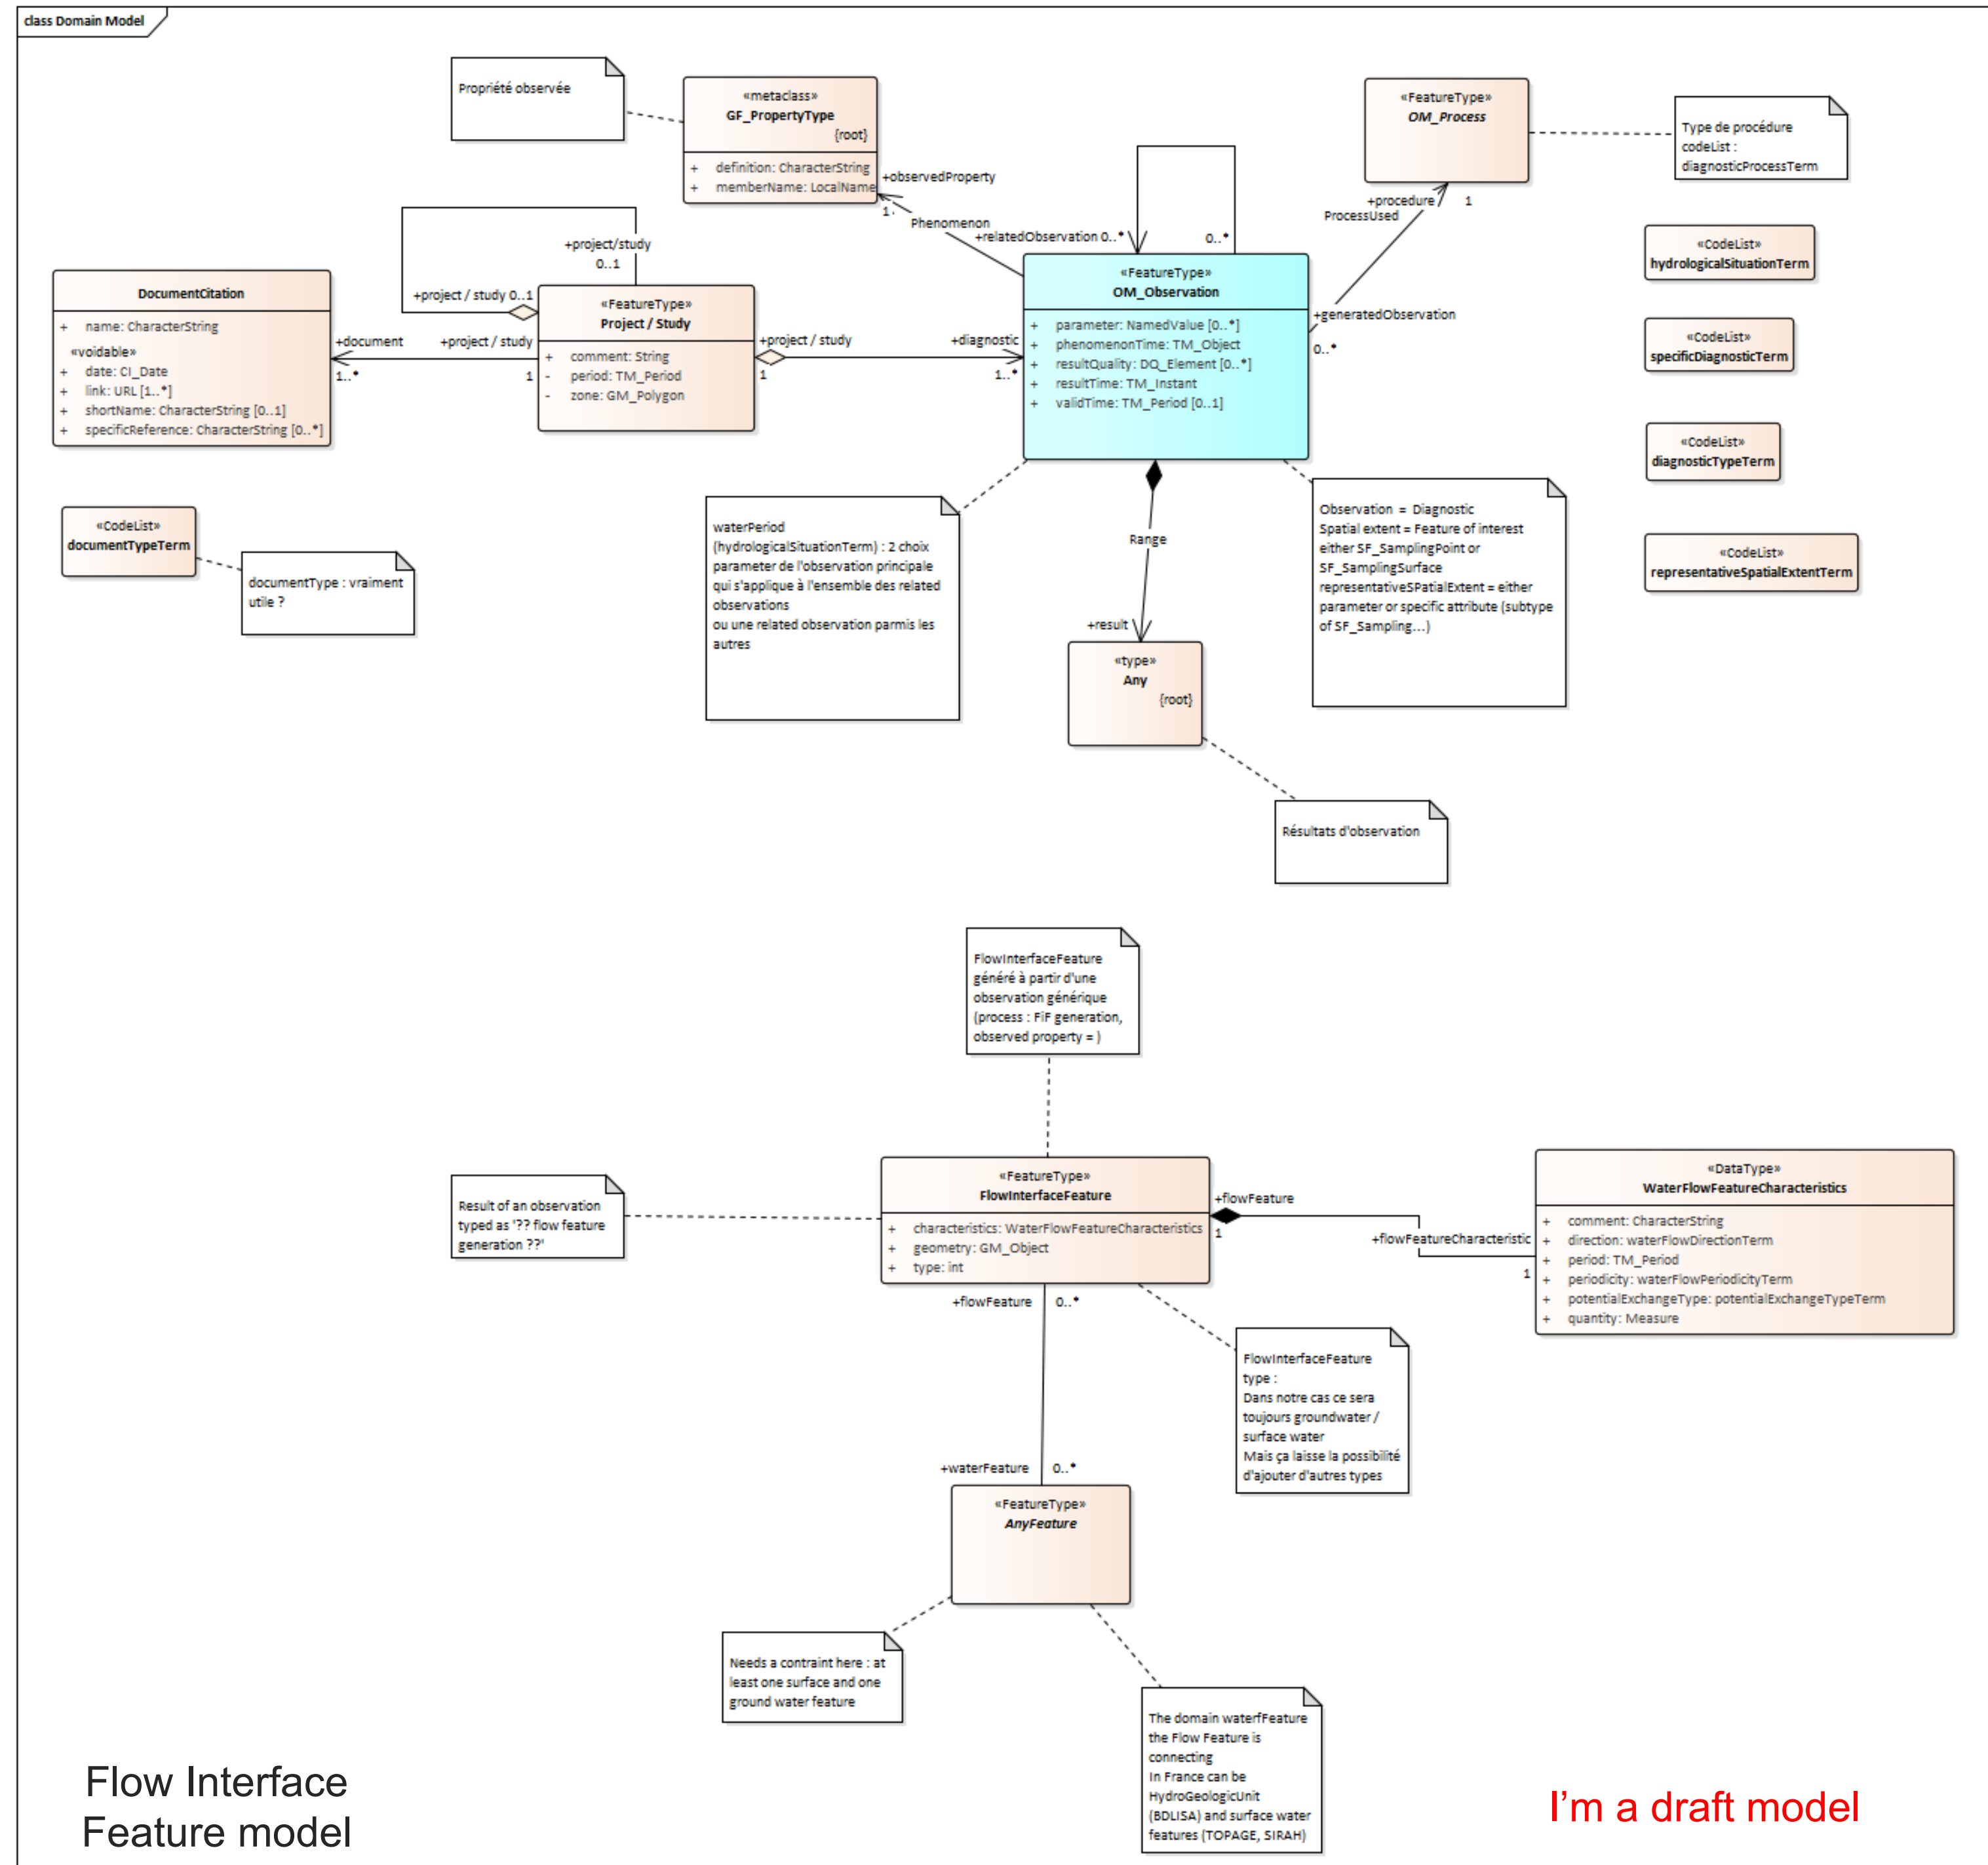 class Domain Model
Propriété observée
«metaclass»
GF_PropertyType
{root}
+ definition: CharacterString
+ memberName: LocalName
«FeatureType»
OM_Process
Type de procédure
codeList :
diagnosticProcessTerm
+observedProperty
1..
Phenomenon
+relatedObservation 0..*
0..*
+procedure
1
ProcessUsed
+generatedObservation
0..*
«CodeList»
hydrologicalSituationTerm
«CodeList»
specificDiagnosticTerm
«CodeList»
diagnosticTypeTerm
«CodeList»
representativeSpatialExtentTerm
+project/study
0..1
+project / study 0..1
DocumentCitation
+ name: CharacterString
«voidable»
+ date: CI_Date
+ link: URL [1..*]
+ shortName: CharacterString [0..1]
+ specificReference: CharacterString [0..*]
+document
1..*
+project / study
1
«FeatureType»
Project / Study
+ comment: String
- period: TM_Period
- zone: GM_Polygon
+project / study
1
+diagnostic
1..*
«FeatureType»
OM_Observation
+ parameter: NamedValue [0..*]
+ phenomenonTime: TM_Object
+ resultQuality: DQ_Element [0..*]
+ resultTime: TM_Instant
+ validTime: TM_Period [0..1]
«CodeList»
documentTypeTerm
documentType : vraiment
utile ?
waterPeriod
(hydrologicalSituationTerm) : 2 choix
parameter de l'observation principale
qui s'applique à l'ensemble des related
observations
ou une related observation parmis les
autres
Range
+result
Observation = Diagnostic
Spatial extent = Feature of interest
either SF_SamplingPoint or
SF_SamplingSurface
representativeSPatialExtent = either
parameter or specific attribute (subtype
of SF_Sampling...)
«type»
Any
{root}
Résultats d'observation
FlowInterfaceFeature
généré à partir d'une
observation générique
(process : FiF generation,
observed property = )
Result of an observation
typed as '?? flow feature
generation ??'
«FeatureType»
FlowInterfaceFeature
+ characteristics: WaterFlowFeatureCharacteristics
+ geometry: GM_Object
+ type: int
+flowFeature
1
+flowFeatureCharacteristic
1
«DataType»
WaterFlowFeatureCharacteristics
+ comment: CharacterString
+ direction: waterFlowDirectionTerm
+ period: TM_Period
+ periodicity: waterFlowPeriodicityTerm
+ potentialExchangeType: potentialExchangeTypeTerm
+ quantity: Measure
+flowFeature 0..*
FlowInterfaceFeature
type :
Dans notre cas ce sera
toujours groundwater /
surface water
Mais ça laisse la possibilité
d'ajouter d'autres types
+waterFeature 0..*
«FeatureType»
AnyFeature
Needs a contraint here : at
least one surface and one
ground water feature
The domain waterfFeature
the Flow Feature is
connecting
In France can be
HydroGeologicUnit
(BDLISA) and surface water
features (TOPAGE, SIRAH)
Flow Interface
Feature model
I'm a draft model